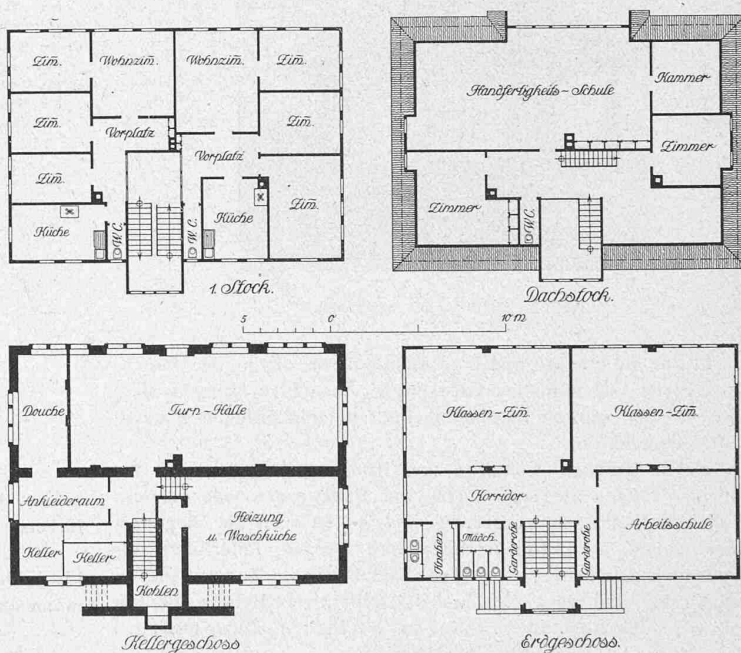 Zim̅.
Wohnzim̅.
Wohnzim̅.
Zim̅.
Zim̅.
Vorplatz
Zim̅.
Vorplatz
Zim̅.
Zim̅.
Küche
W.C.
W.C.
Küche
1. Stock.
Handfertigkeits-Schule
Kammer
Zimmer
Zimmer
W.C.
Dachstock.
5 0 10 m
Douche
Turn-Halle
Ankleideraum
Heizung
u. Waschküche
Keller
Keller
Kohlen
Kellergeschoss
Klassen-Zim̅.
Klassen-Zim̅.
Korridor
Arbeitsschule
Knaben
Mädch.
Garderobe
Garderobe
Erdgeschoss.